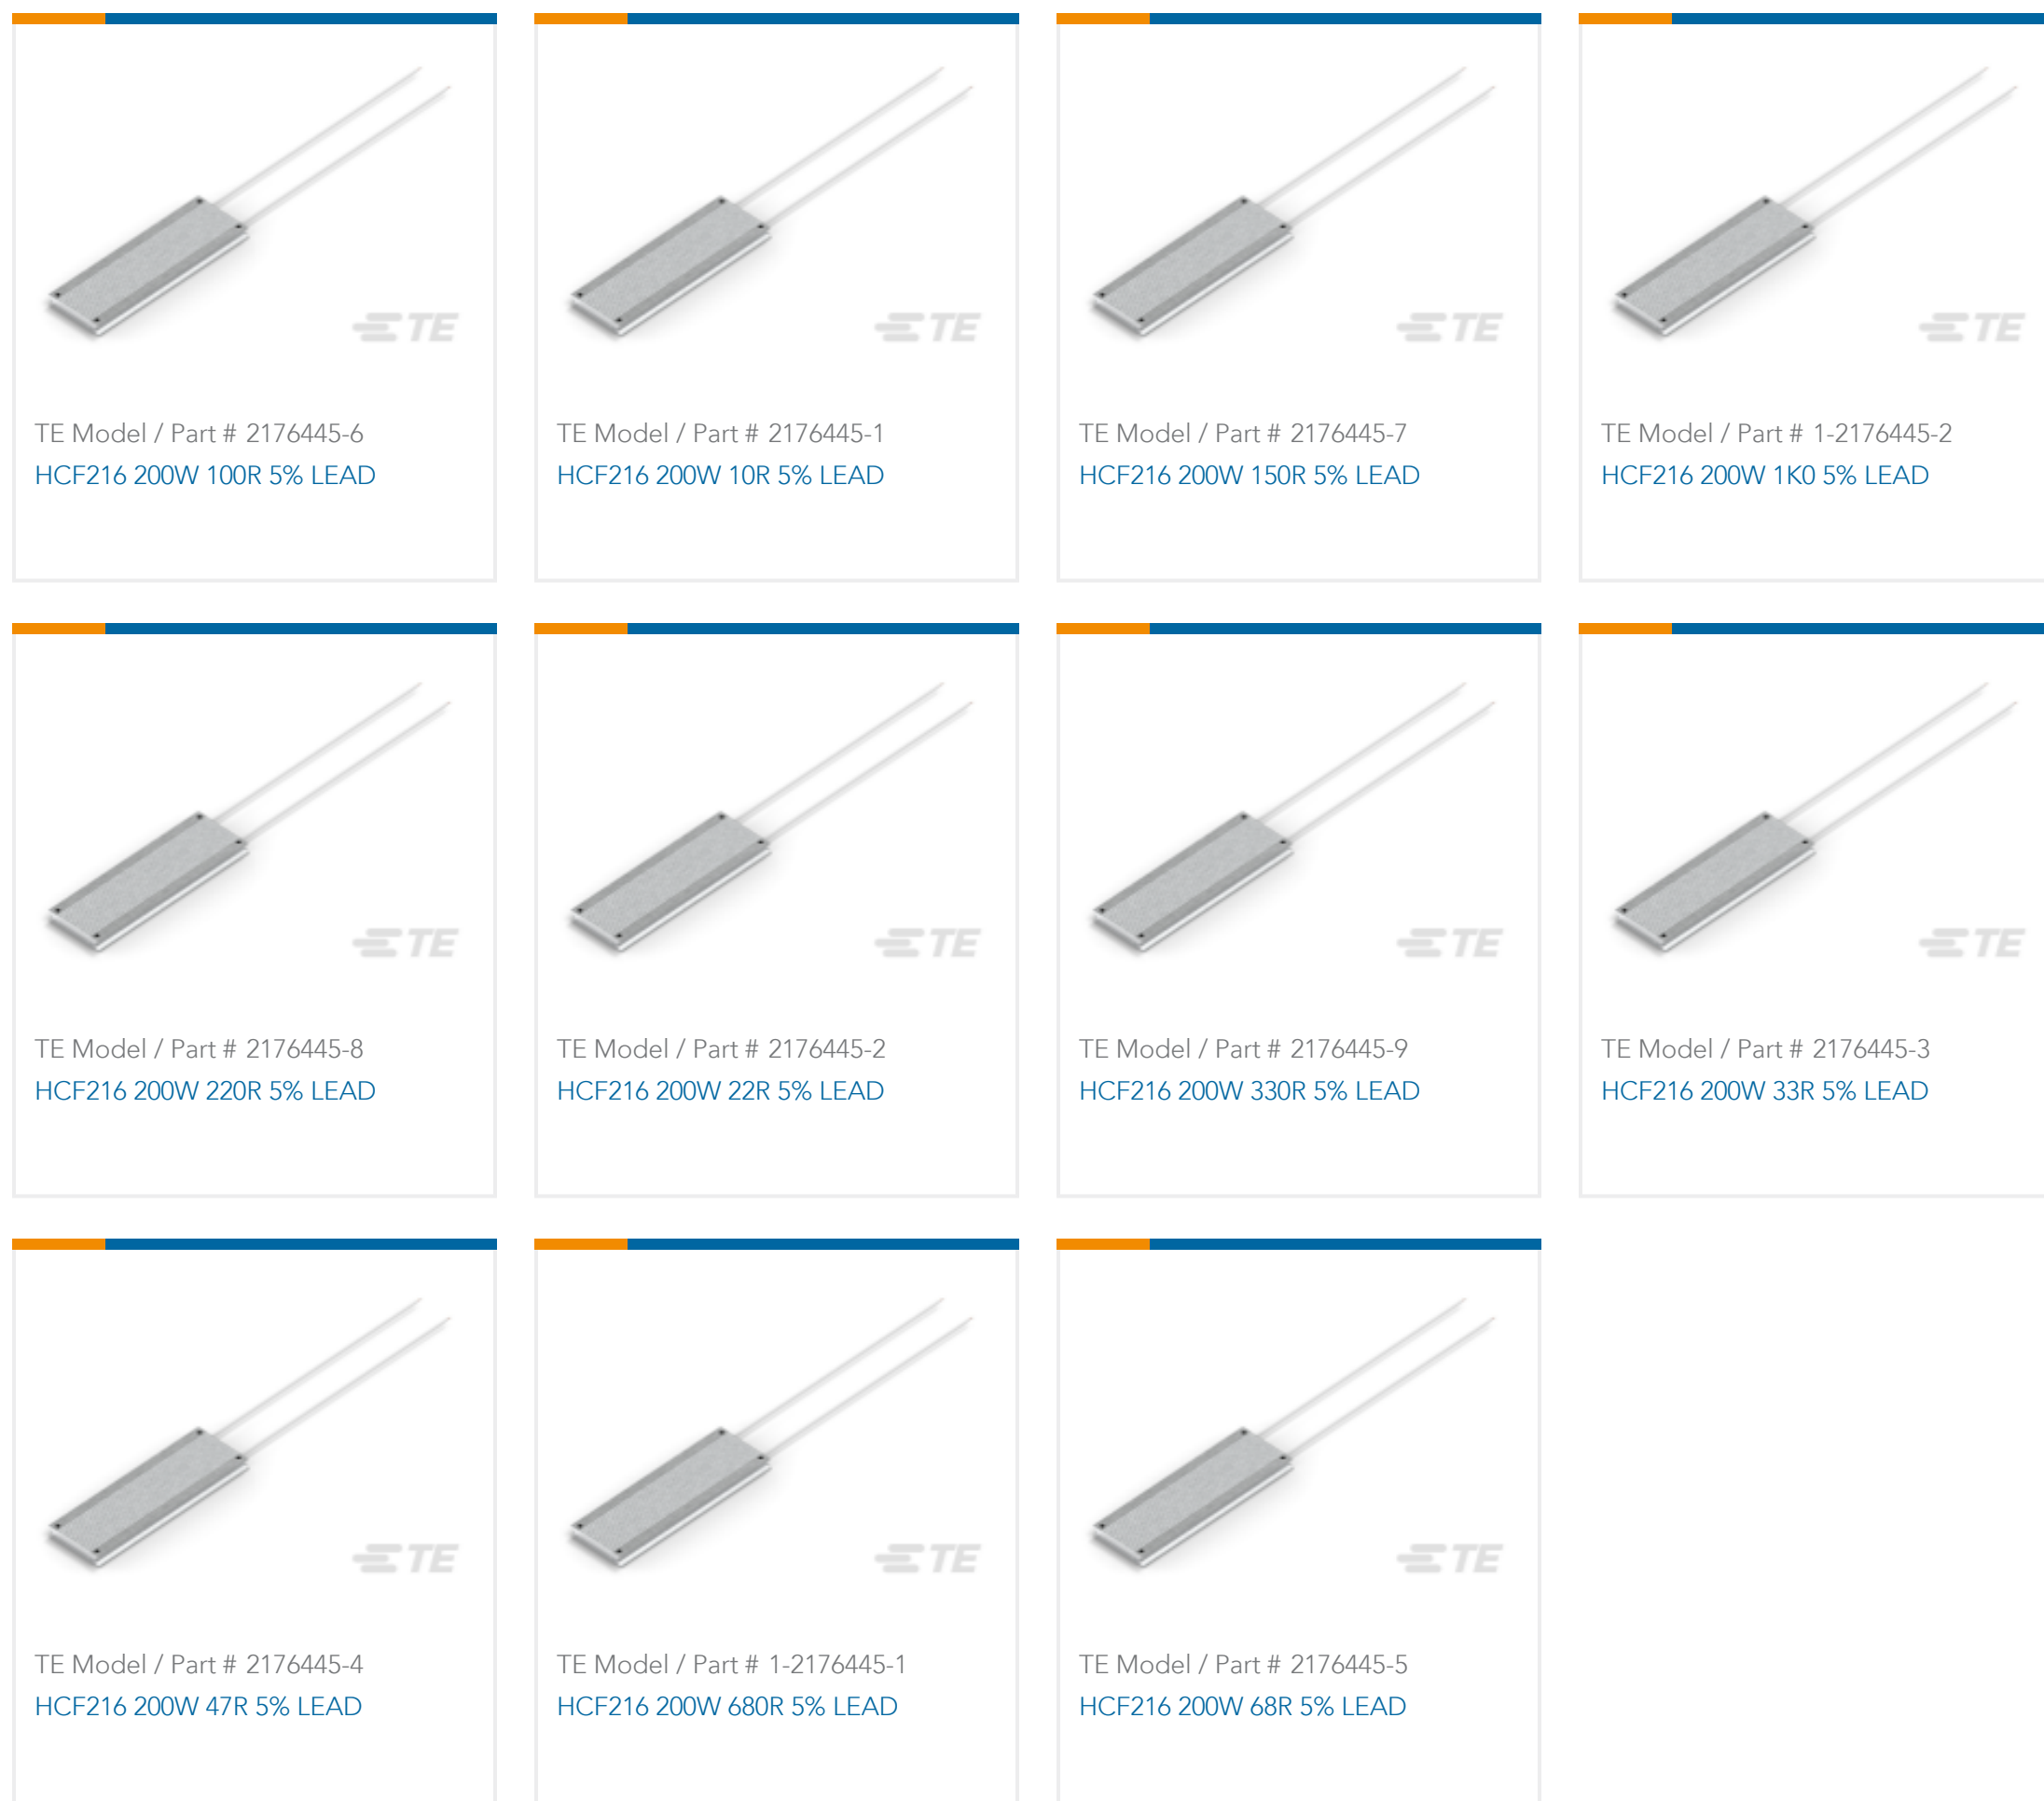 TE
TE Model / Part # 2176445-6
HCF216 200W 100R 5% LEAD
TE
TE Model / Part # 2176445-1
HCF216 200W 10R 5% LEAD
TE
TE Model / Part # 2176445-7
HCF216 200W 150R 5% LEAD
TE
TE Model / Part # 1-2176445-2
HCF216 200W 1K0 5% LEAD
TE
TE Model / Part # 2176445-8
HCF216 200W 220R 5% LEAD
TE
TE Model / Part # 2176445-2
HCF216 200W 22R 5% LEAD
TE
TE Model / Part # 2176445-9
HCF216 200W 330R 5% LEAD
TE
TE Model / Part # 2176445-3
HCF216 200W 33R 5% LEAD
TE
TE Model / Part # 2176445-4
HCF216 200W 47R 5% LEAD
TE
TE Model / Part # 1-2176445-1
HCF216 200W 680R 5% LEAD
TE
TE Model / Part # 2176445-5
HCF216 200W 68R 5% LEAD